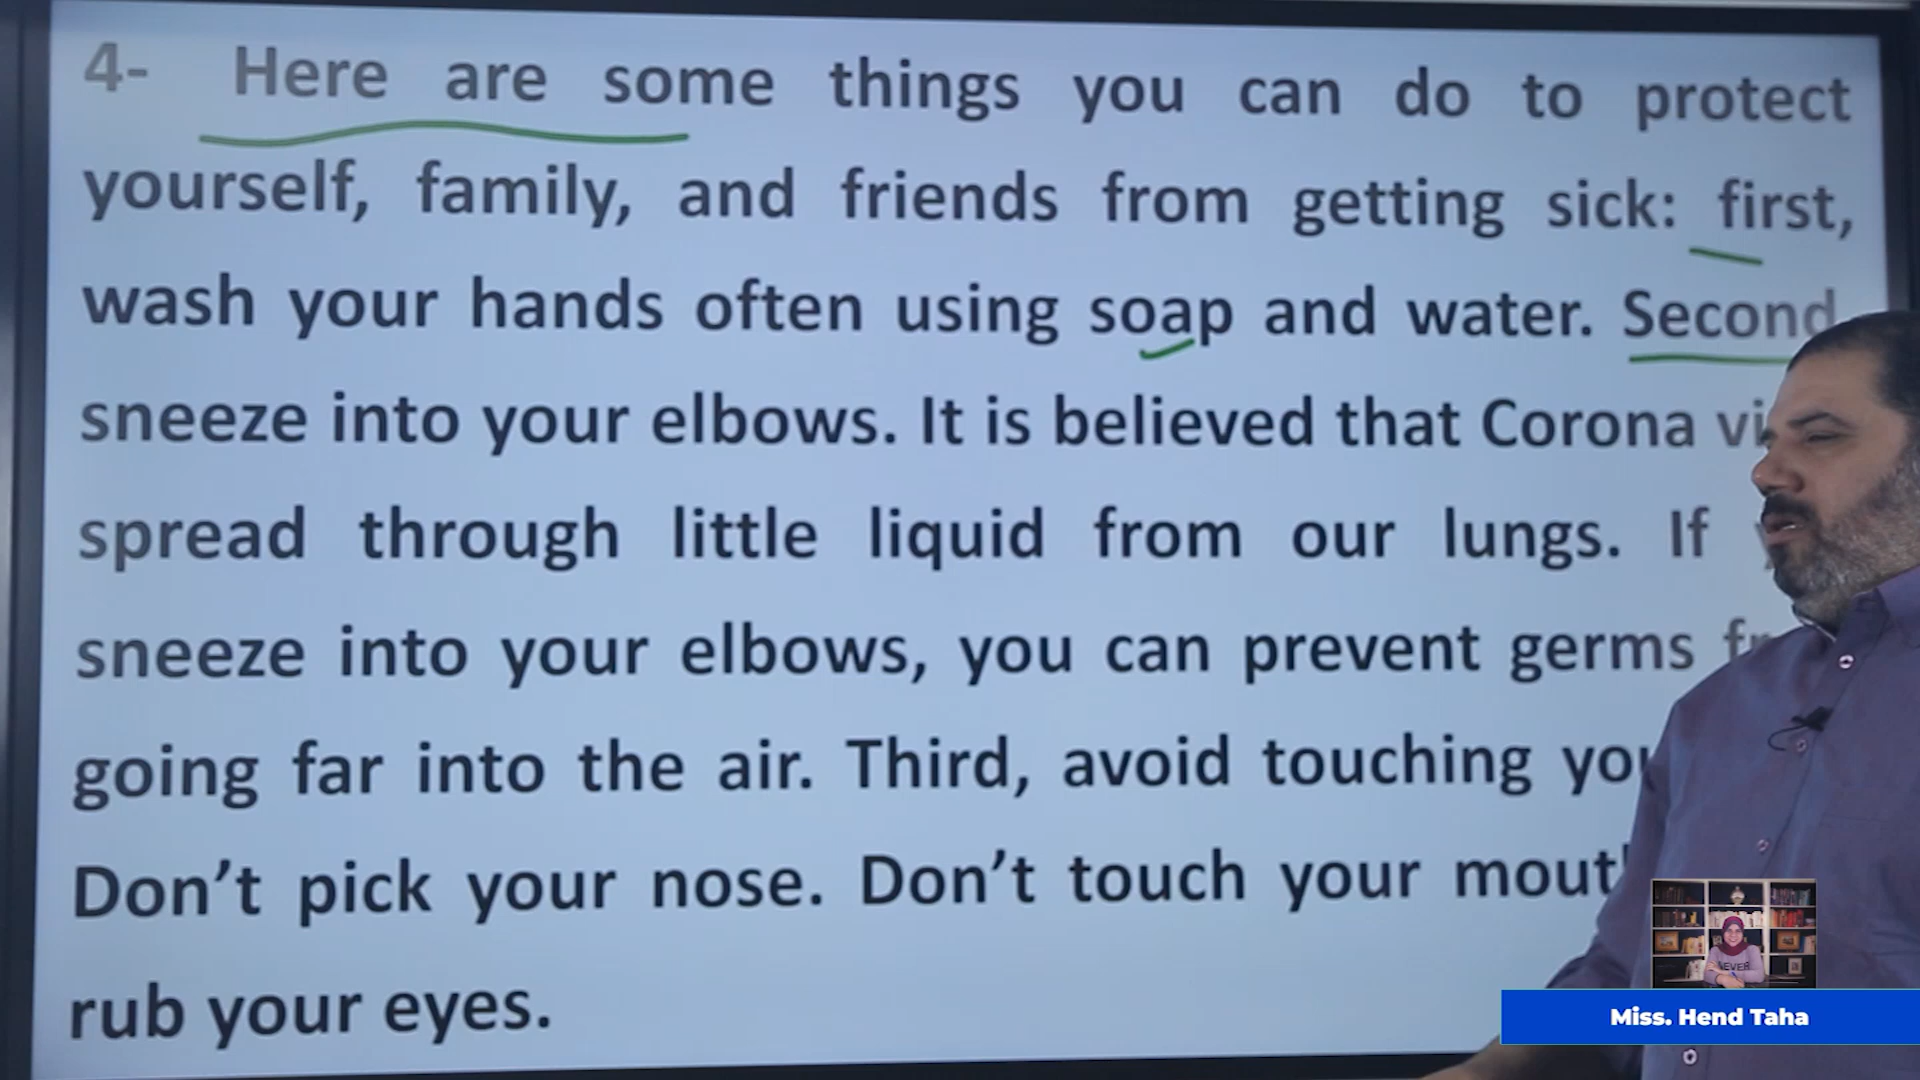 4- Here are some things you can do to protect
yourself, family, and friends from getting sick: first,
wash your hands often using soap and water. Second
sneeze into your elbows. It is believed that Corona
spread through little liquid from our lungs. If
sneeze into your elbows, you can prevent germs
going far into the air. Third, avoid touching
Don't pick your nose. Don't touch your
rub your eyes.
NEVER
Miss. Hend Taha